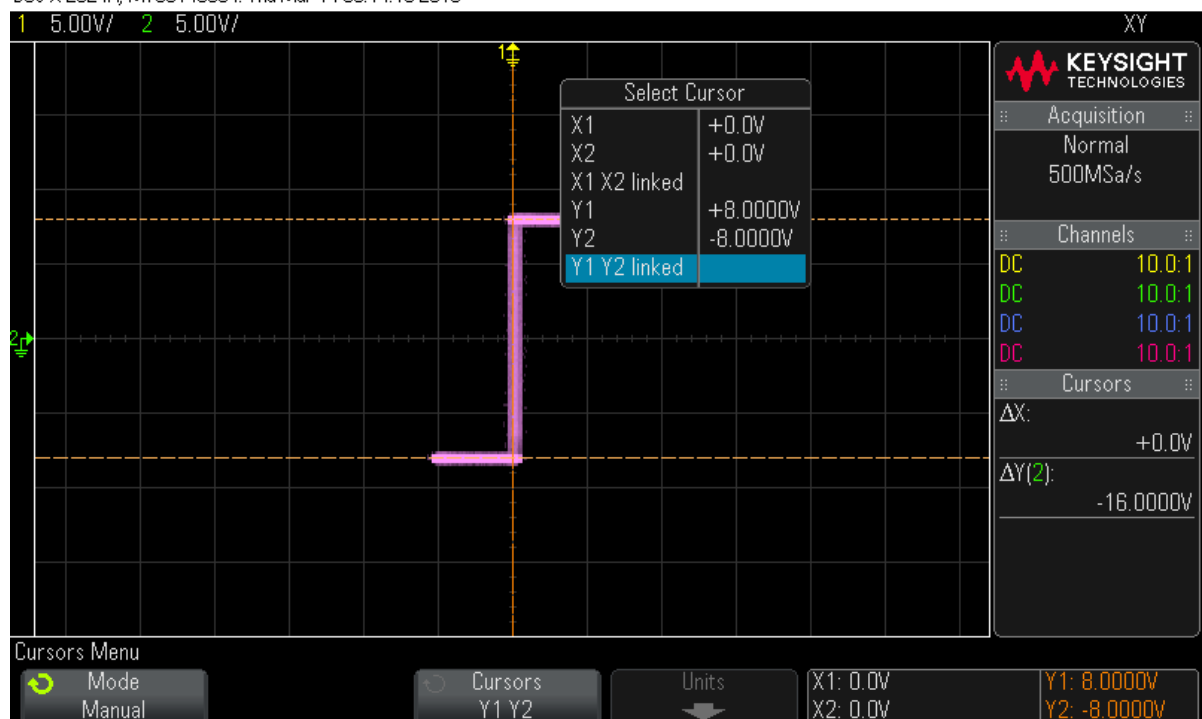 1 5.00V/ 2 5.00V/ XY
1
KEYSIGHT
TECHNOLOGIES
Select Cursor
X1 +0.0V
X2 +0.0V
X1 X2 linked
Y1 +8.0000V
Y2 -8.0000V
Y1 Y2 linked
Acquisition
Normal
500MSa/s
Channels
DC 10.0:1
DC 10.0:1
DC 10.0:1
DC 10.0:1
Cursors
ΔX:
+0.0V
ΔY(2):
-16.0000V
2
Cursors Menu
Mode
Manual
Cursors
Y1 Y2
Units
X1: 0.0V
X2: 0.0V
Y1: 8.0000V
Y2: -8.0000V